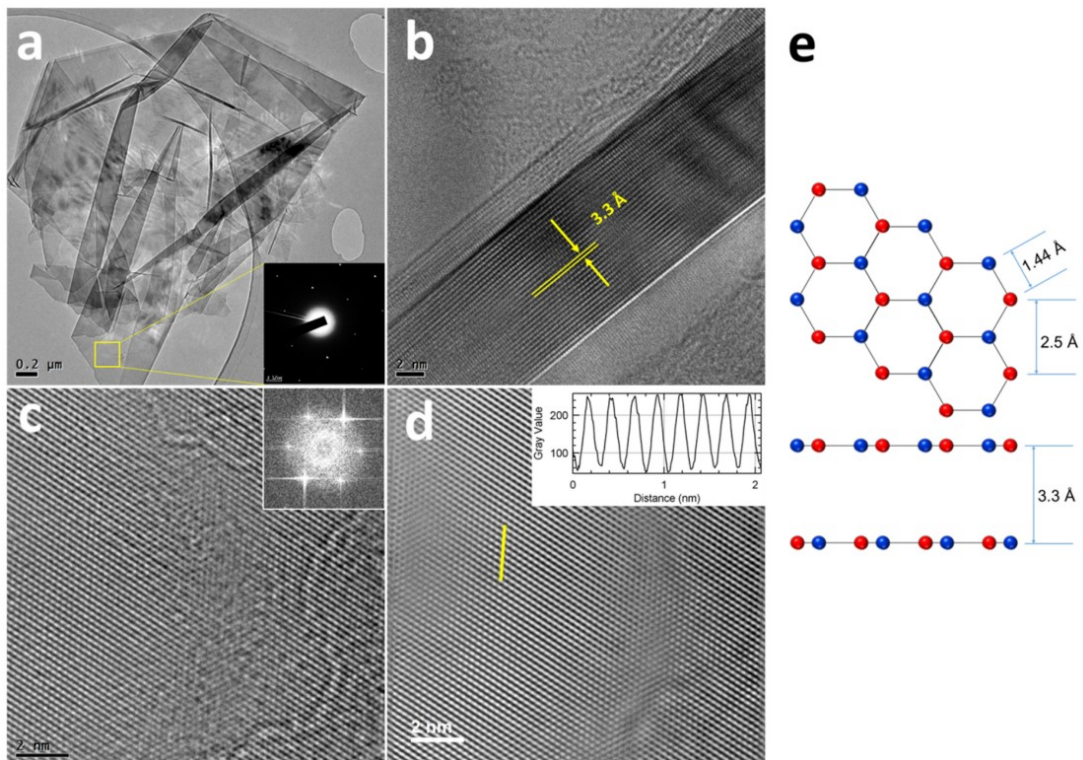 a
0.2 µm
b
3.3 Å
2 nm
c
2 nm
d
Gray Value
200
100
0
1
2
Distance (nm)
2 nm
e
1.44 Å
2.5 Å
3.3 Å